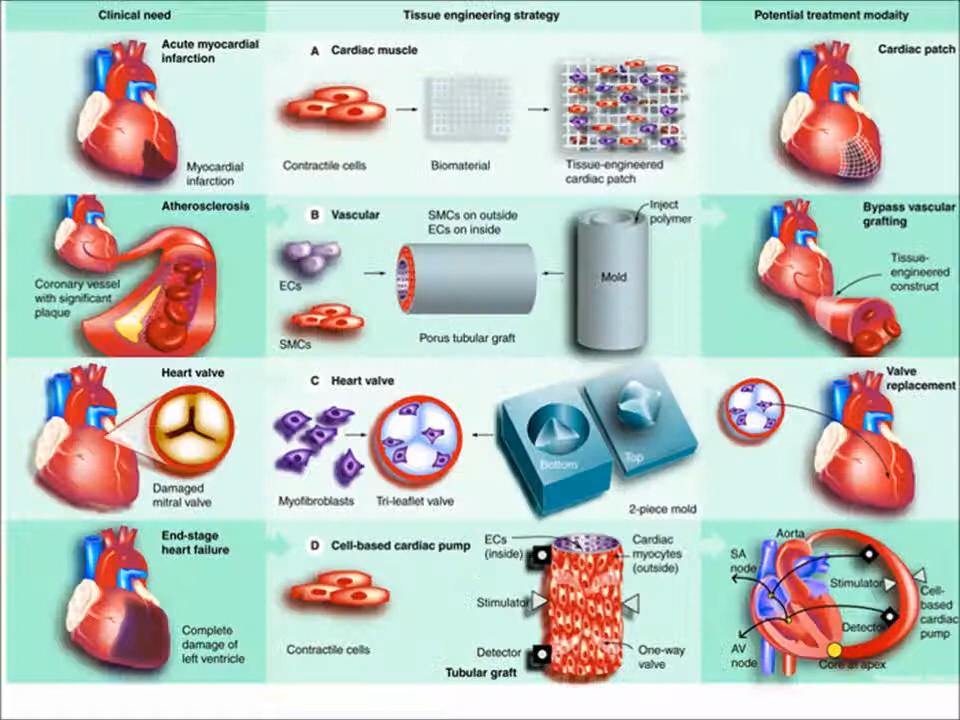 Clinical need
Tissue engineering strategy
Potential treatment modaity
Acute myocardial
infarction
Myocardial
infarction
A Cardiac muscle
Contractile cells
Biomaterial
Tissue-engineered
cardiac patch
Cardiac patch
Atherosclerosis
Coronary vessel
with significant
plaque
B Vascular
ECs
SMCs
SMCs on outside
ECs on inside
Porus tubular graft
Inject
polymer
Mold
Bypass vascular
grafting
Tissue-
engineered
construct
Heart valve
Damaged
mitral valve
C Heart valve
Myofibroblasts
Tri-leaflet valve
Bottom
Top
2-piece mold
Valve
replacement
End-stage
heart failure
Complete
damage of
left ventricle
D Cell-based cardiac pump
Contractile cells
ECs
(inside)
Stimulator
Detector
Tubular graft
Cardiac
myocytes
(outside)
One-way
valve
Aorta
SA
node
Stimulator
Cell-
based
cardiac
pump
Detector
AV
node
Core at apex